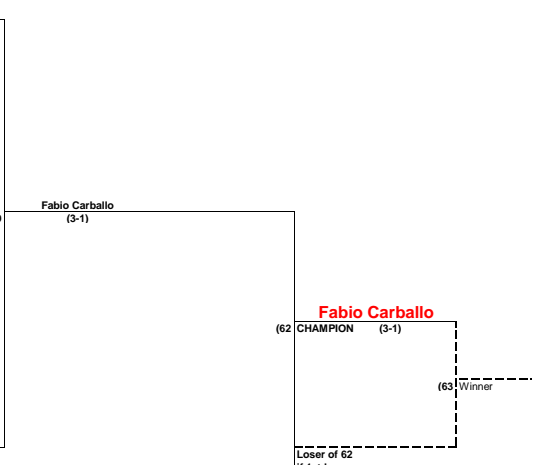 Fabio Carballo
(3-1)
Fabio Carballo
(62 CHAMPION (3-1)
(63 Winner
Loser of 62